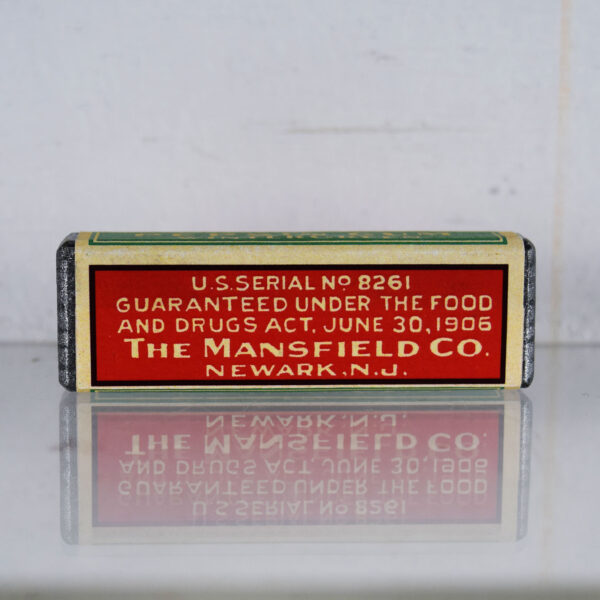 U.S. SERIAL Nº 8261
GUARANTEED UNDER THE FOOD
AND DRUGS ACT, JUNE 30, 1906
THE MANSFIELD CO.
NEWARK, N.J.